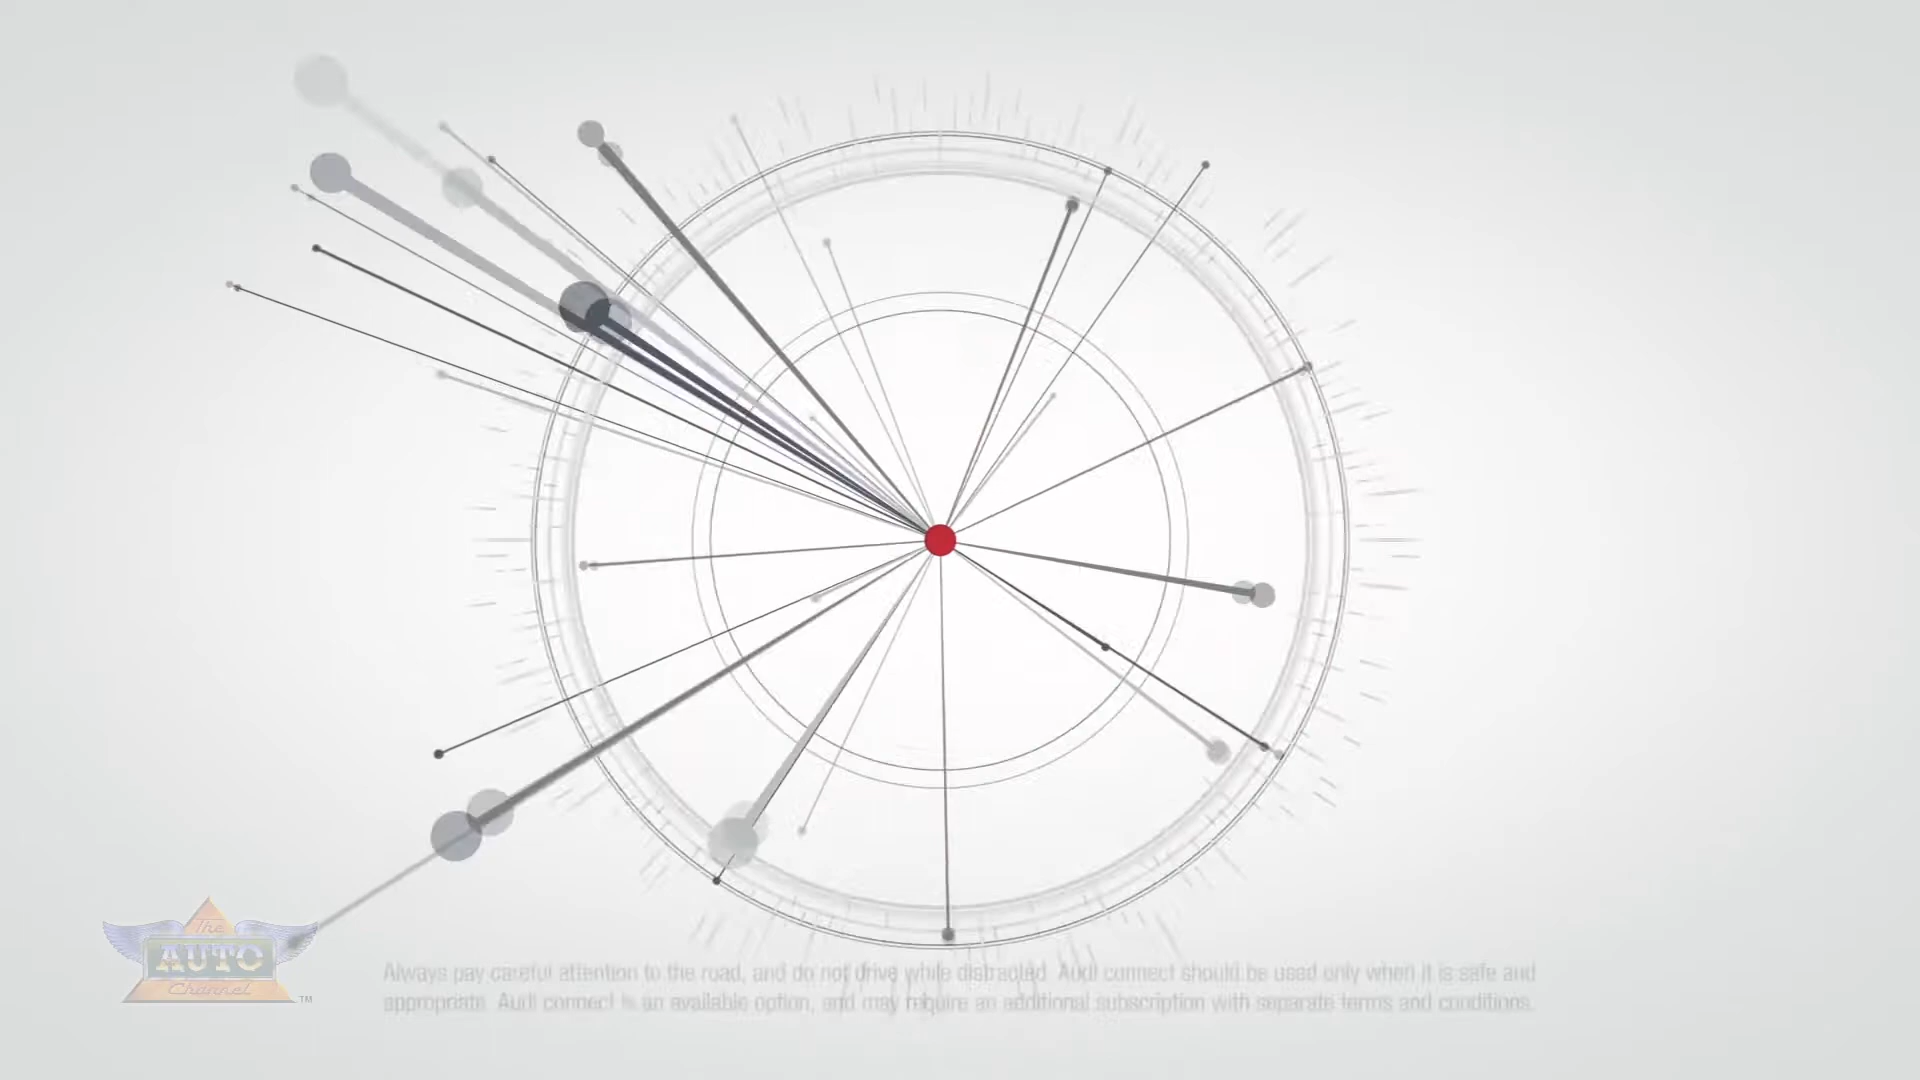 The
AUTO
Channel
TM
Always pay careful attention to the road, and do not drive while distracted. Audi connect should be used only when it is safe and
appropriate. Audi connect is an available option, and may require an additional subscription with separate terms and conditions.